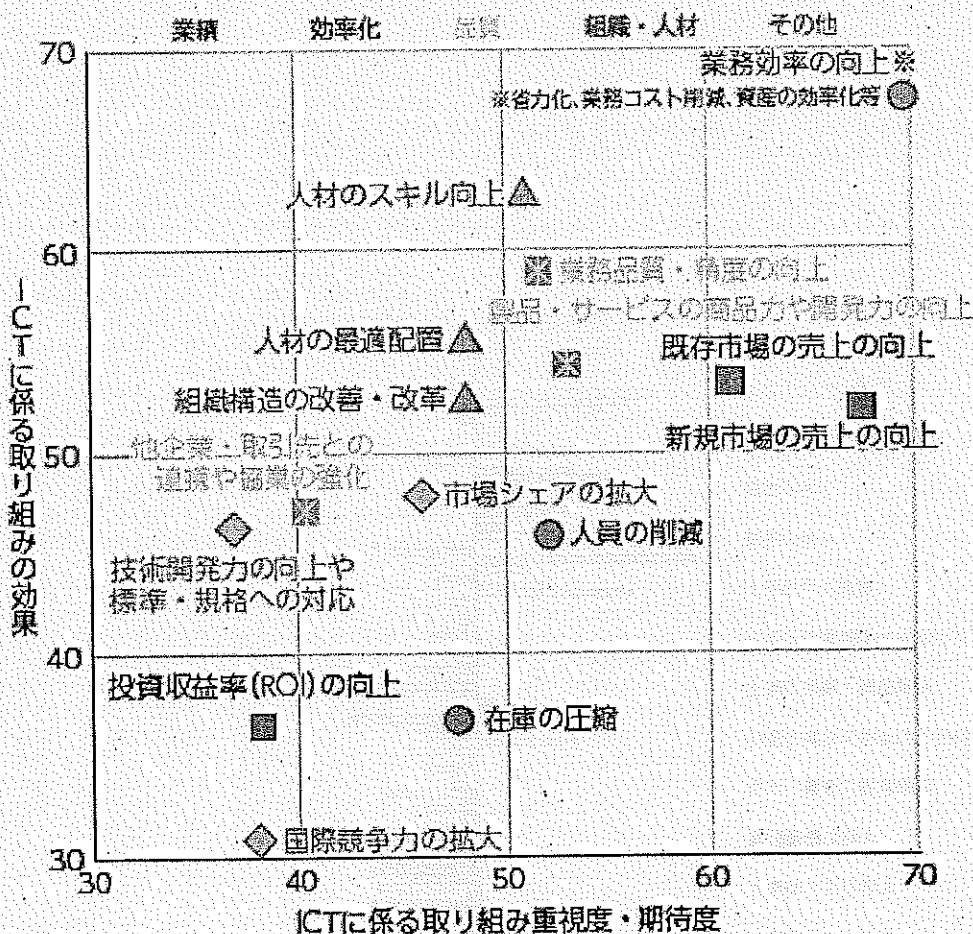 業績 効率化 品質 組織・人材 その他
70
業務効率の向上※
※省力化、業務コスト削減、資産の効率化等
人材のスキル向上
60
業務品質・精度の向上
製品・サービスの商品力や開発力の向上
人材の最適配置
既存市場の売上の向上
組織構造の改善・改革
新規市場の売上の向上
50
他企業・取引先との
連携や協業の強化
市場シェアの拡大
人員の削減
技術開発力の向上や
標準・規格への対応
40
投資収益率(ROI)の向上
在庫の圧縮
国際競争力の拡大
30
30 40 50 60 70
ICTに係る取り組みの効果
ICTに係る取り組み重視度・期待度